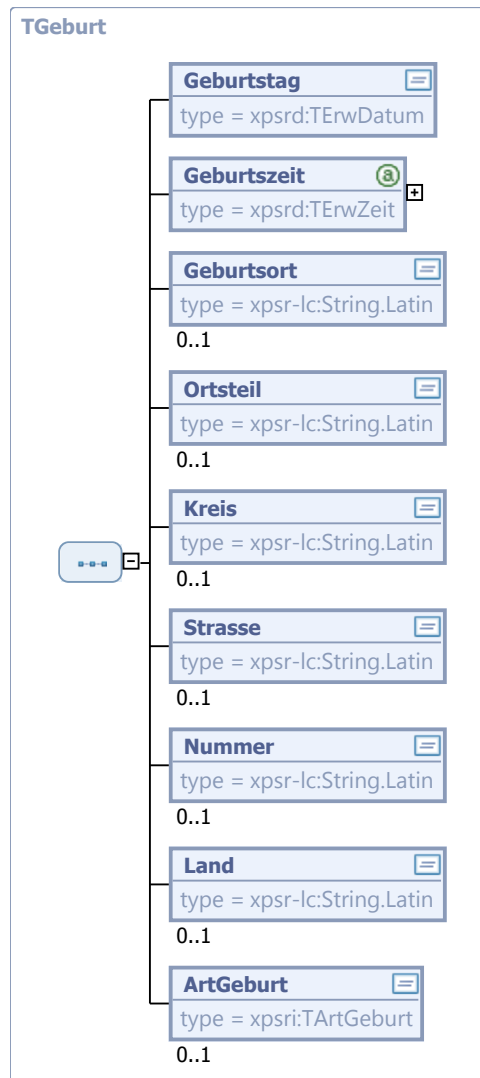 TGeburt
Geburtstag
type = xpsrd:TErwDatum
Geburtszeit
type = xpsrd:TErwZeit
Geburtsort
type = xpsr-lc:String.Latin
0..1
Ortsteil
type = xpsr-lc:String.Latin
0..1
Kreis
type = xpsr-lc:String.Latin
0..1
Strasse
type = xpsr-lc:String.Latin
0..1
Nummer
type = xpsr-lc:String.Latin
0..1
Land
type = xpsr-lc:String.Latin
0..1
ArtGeburt
type = xpsri:TArtGeburt
0..1